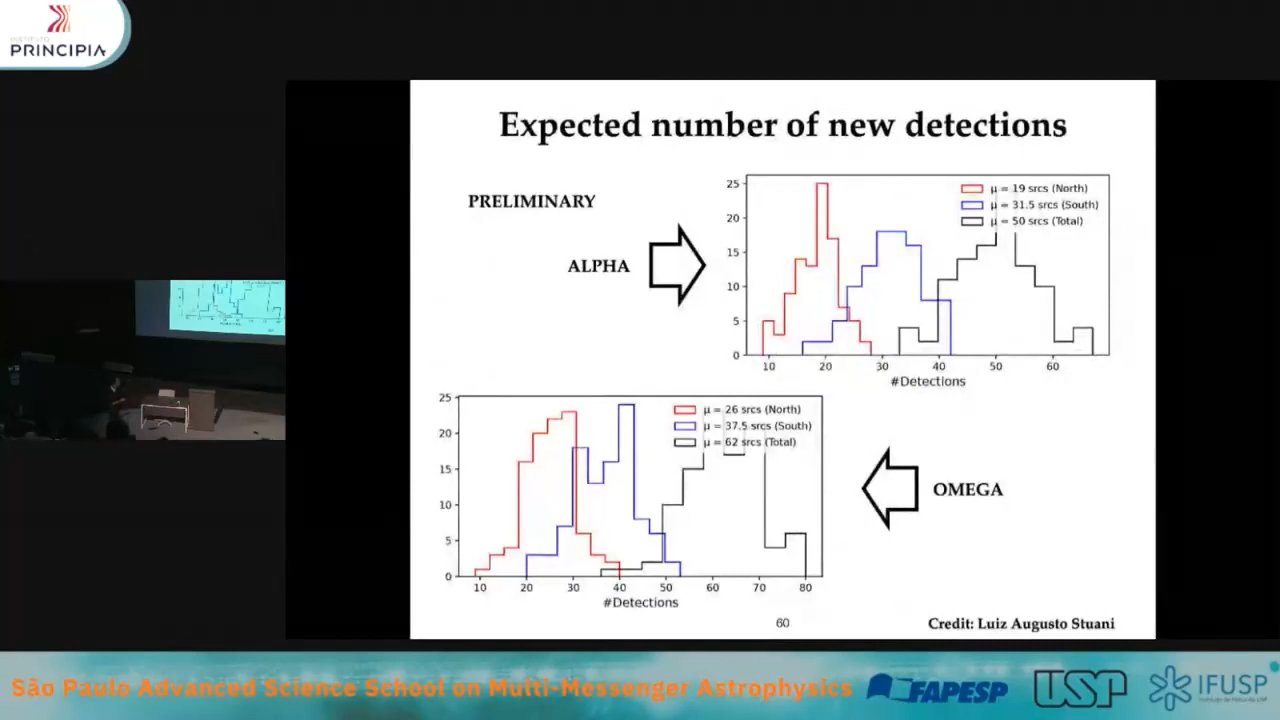 INSTITUTO
PRINCIPIA
Expected number of new detections
PRELIMINARY
ALPHA
25
20
15
10
5
0
10 20 30 40 50 60
#Detections
μ = 19 srcs (North)
μ = 31.5 srcs (South)
μ = 50 srcs (Total)
25
20
15
10
5
0
10 20 30 40 50 60 70 80
#Detections
μ = 26 srcs (North)
μ = 37.5 srcs (South)
μ = 62 srcs (Total)
OMEGA
60
Credit: Luiz Augusto Stuani
São Paulo Advanced Science School on Multi-Messenger Astrophysics
FAPESP
USP
IFUSP